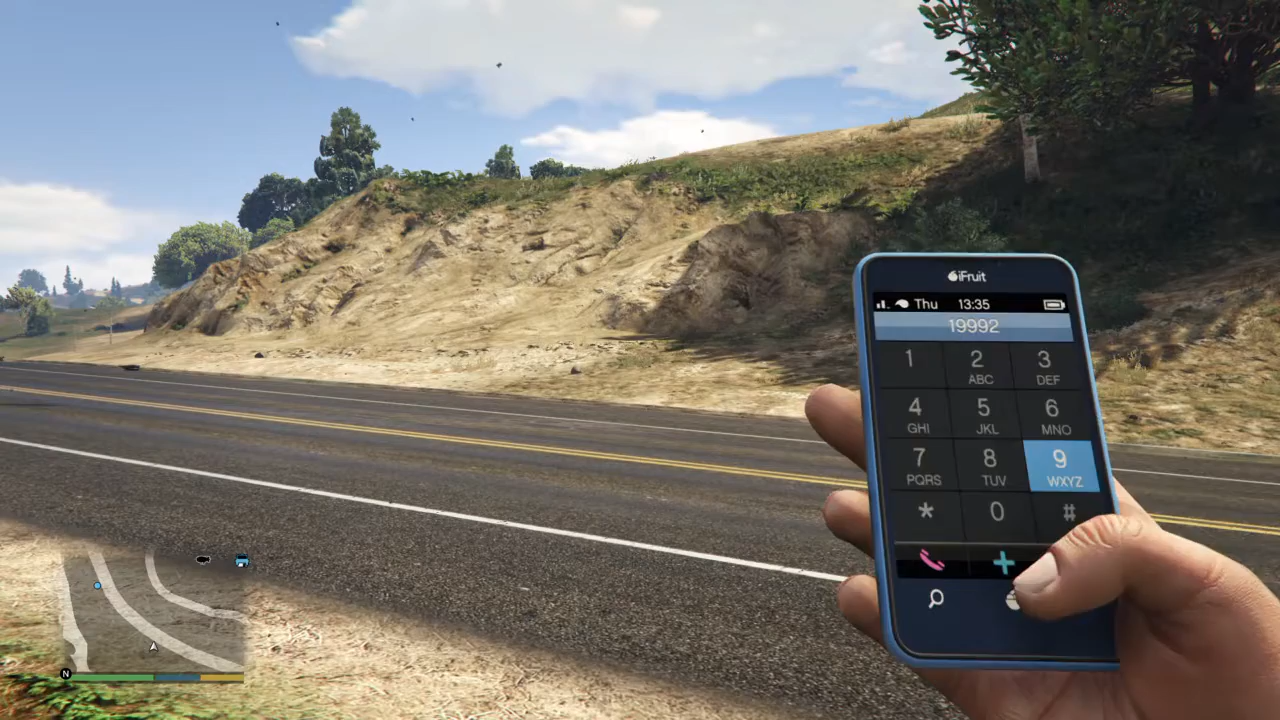 iFruit
Thu 13:35
19992
1 2 3
ABC DEF
4 5 6
GHI JKL MNO
7 8 9
PQRS TUV WXYZ
* 0 #
N